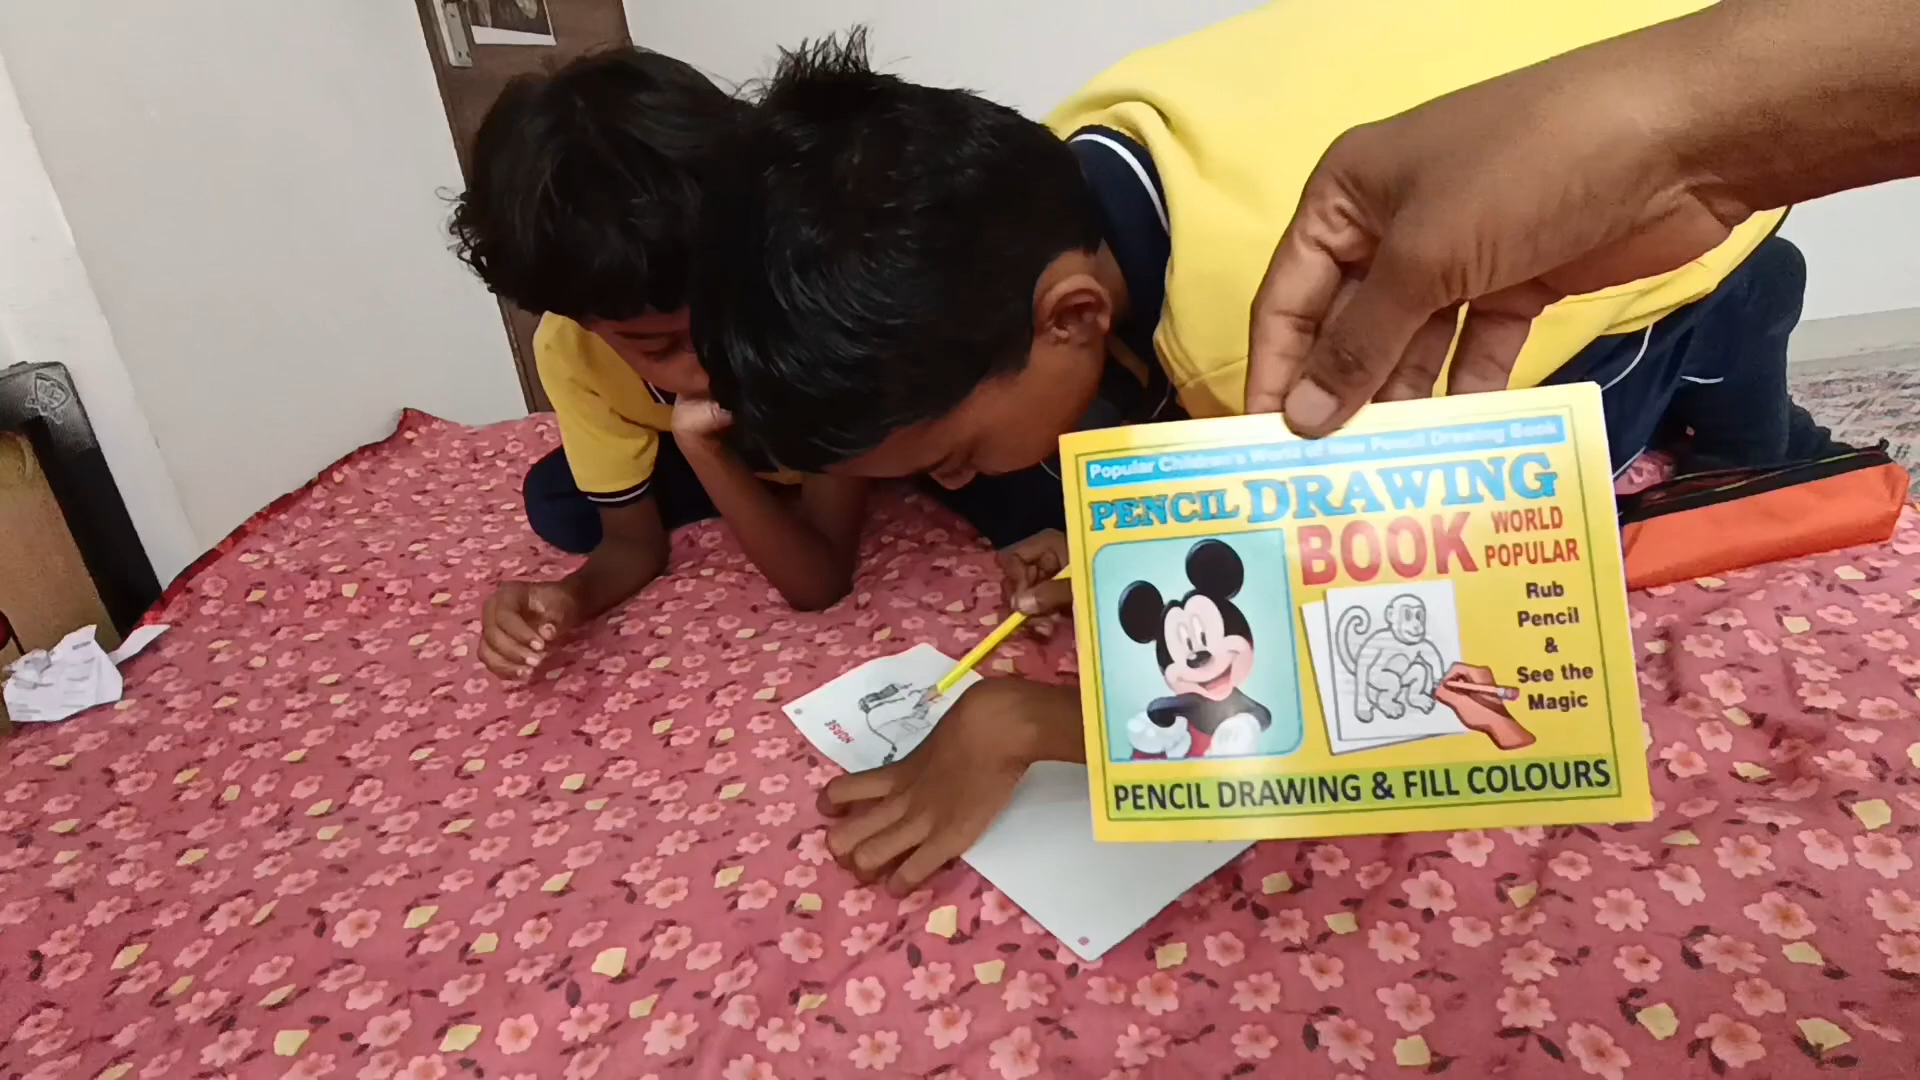 Popular Children's World of New Pencil Drawing Book
PENCIL DRAWING
BOOK
WORLD
POPULAR
Rub
Pencil
&
See the
Magic
PENCIL DRAWING & FILL COLOURS
HORSE